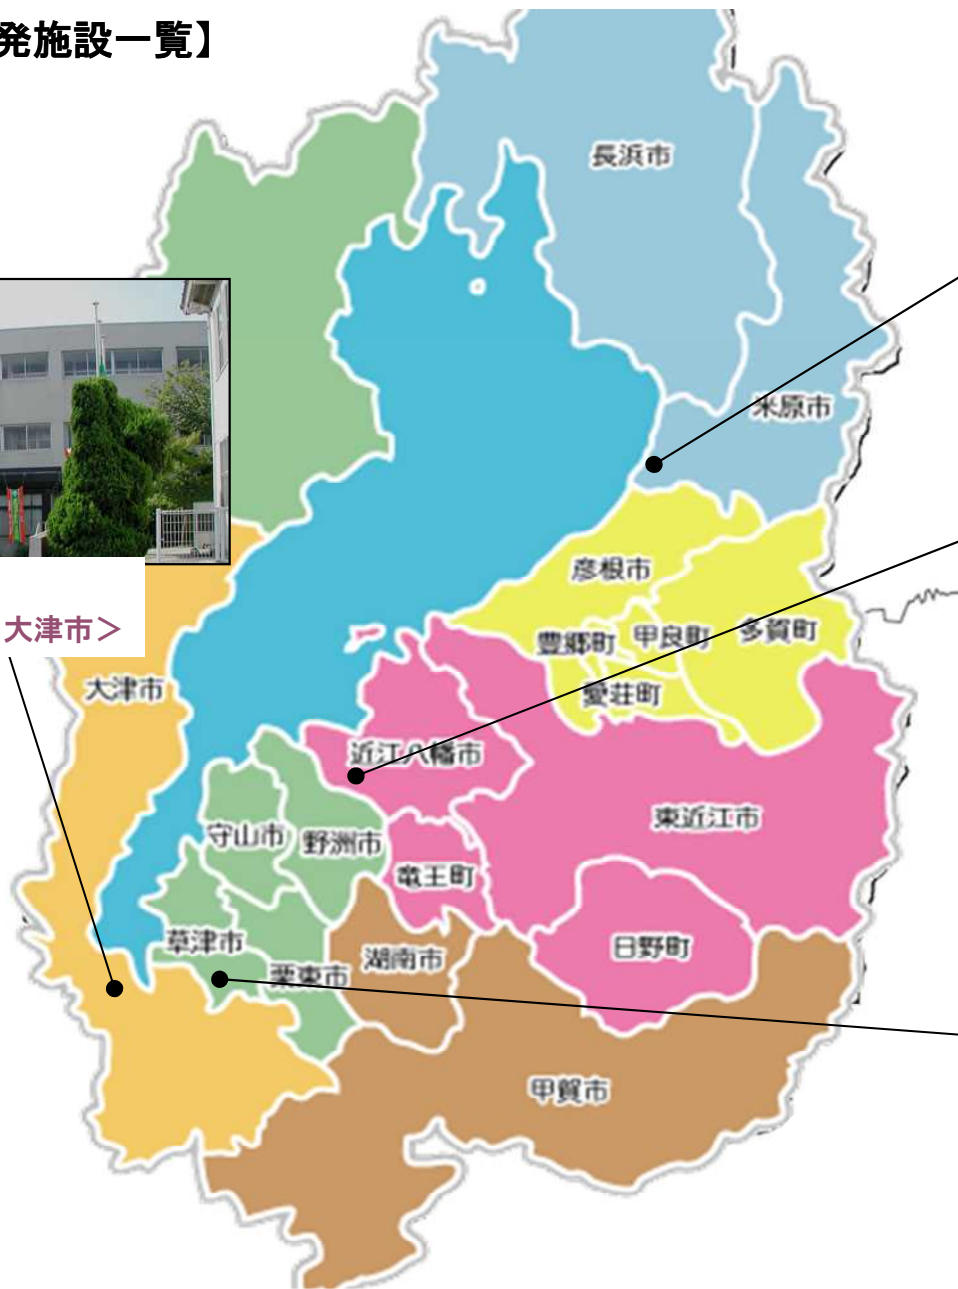 発施設一覧】
長浜市
米原市
彦根市
豊郷町
甲良町
多賀町
愛荘町
大津市＞
大津市
近江八幡市
東近江市
守山市
野洲市
竜王町
草津市
栗東市
湖南市
日野町
甲賀市